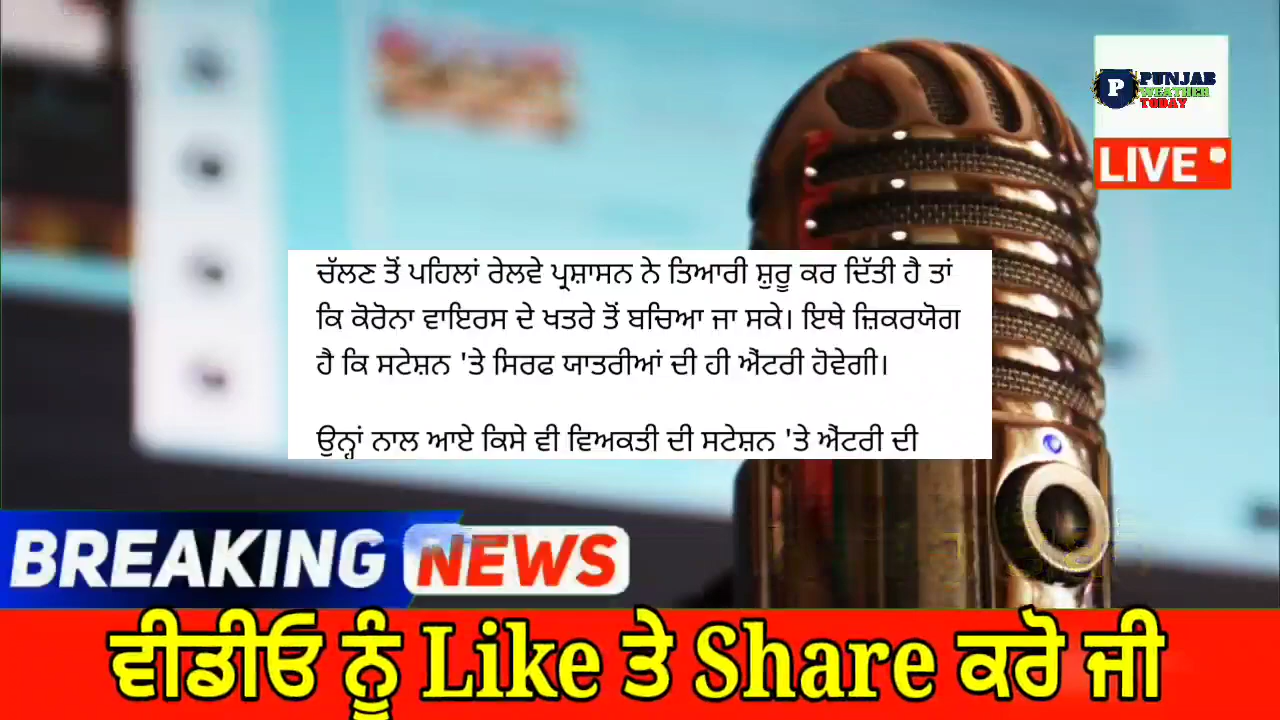 P PUNJAB
WEATHER
TODAY
LIVE
ਚੱਲਣ ਤੋਂ ਪਹਿਲਾਂ ਰੇਲਵੇ ਪ੍ਰਸ਼ਾਸਨ ਨੇ ਤਿਆਰੀ ਸ਼ੁਰੂ ਕਰ ਦਿੱਤੀ ਹੈ ਤਾਂ
ਕਿ ਕੋਰੋਨਾ ਵਾਇਰਸ ਦੇ ਖਤਰੇ ਤੋਂ ਬਚਿਆ ਜਾ ਸਕੇ। ਇਥੇ ਜ਼ਿਕਰਯੋਗ
ਹੈ ਕਿ ਸਟੇਸ਼ਨ 'ਤੇ ਸਿਰਫ ਯਾਤਰੀਆਂ ਦੀ ਹੀ ਐਂਟਰੀ ਹੋਵੇਗੀ।
ਉਨ੍ਹਾਂ ਨਾਲ ਆਏ ਕਿਸੇ ਵੀ ਵਿਅਕਤੀ ਦੀ ਸਟੇਸ਼ਨ 'ਤੇ ਐਂਟਰੀ ਦੀ
BREAKING NEWS
ਵੀਡੀਓ ਨੂੰ Like ਤੇ Share ਕਰੋ ਜੀ